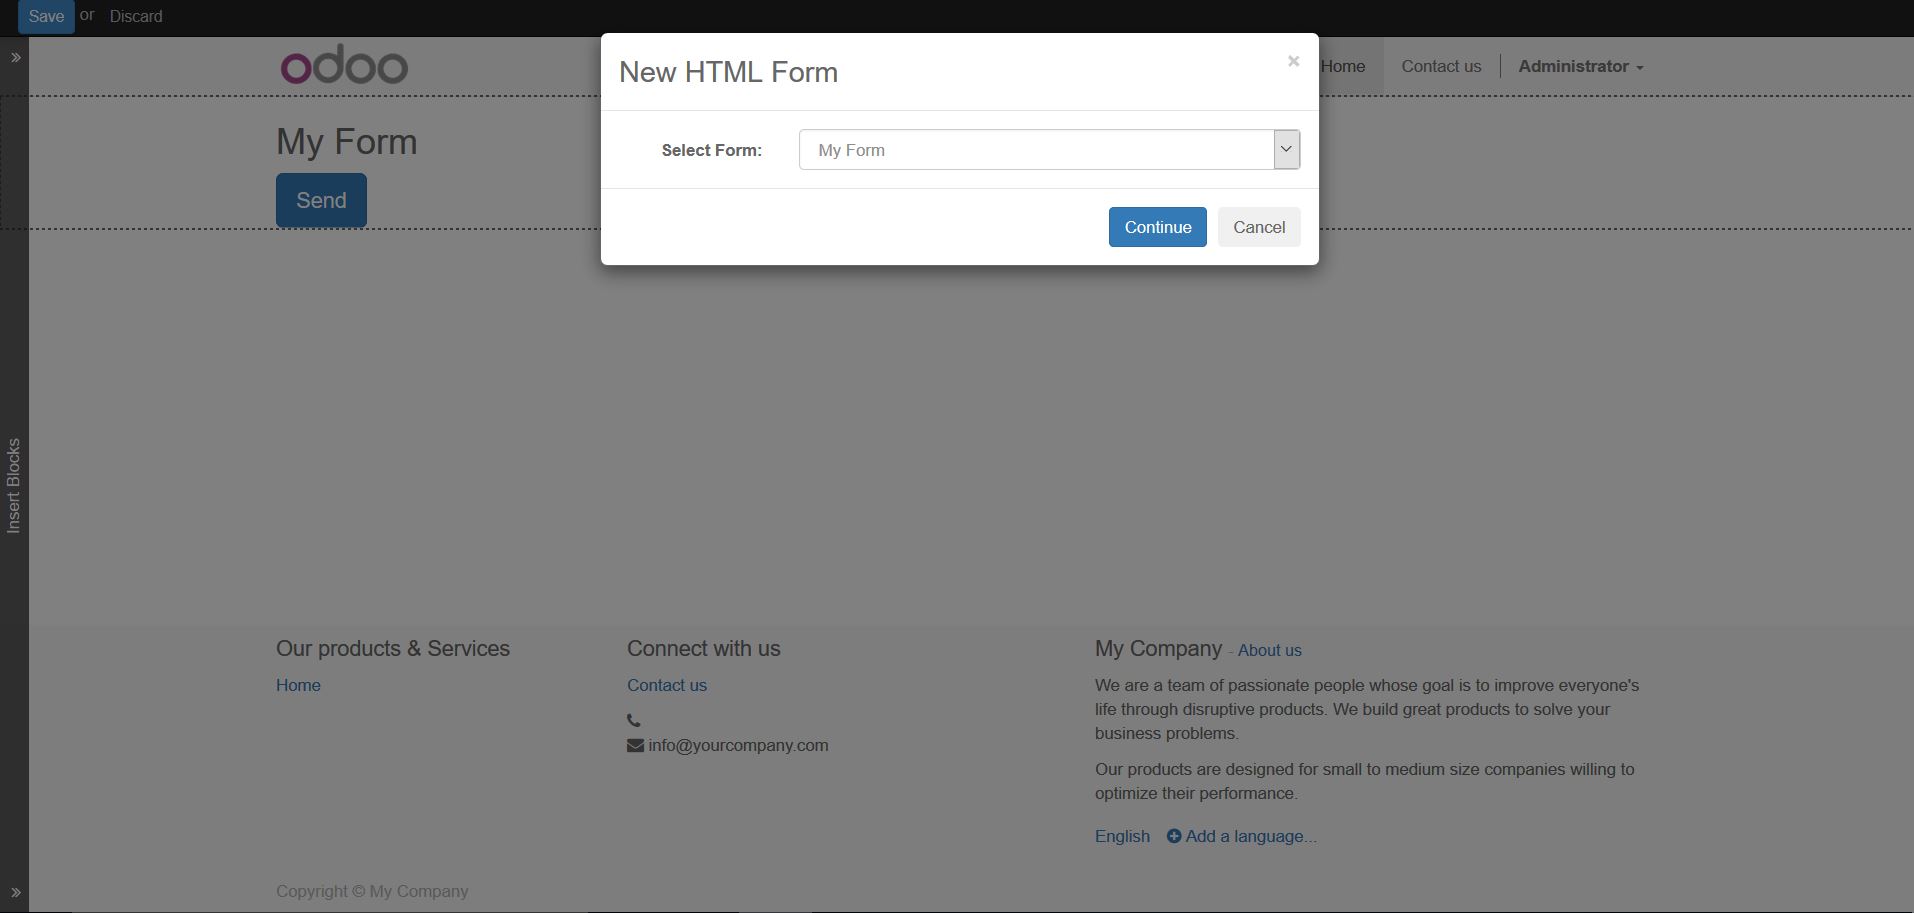 Save or Discard
odoo
Home
Contact us
Administrator
New HTML Form
×
Select Form:
My Form
Continue
Cancel
My Form
Send
Insert Blocks
Our products & Services
Home
Connect with us
Contact us
info@yourcompany.com
My Company - About us
We are a team of passionate people whose goal is to improve everyone's
life through disruptive products. We build great products to solve your
business problems.
Our products are designed for small to medium size companies willing to
optimize their performance.
English
Add a language...
Copyright © My Company